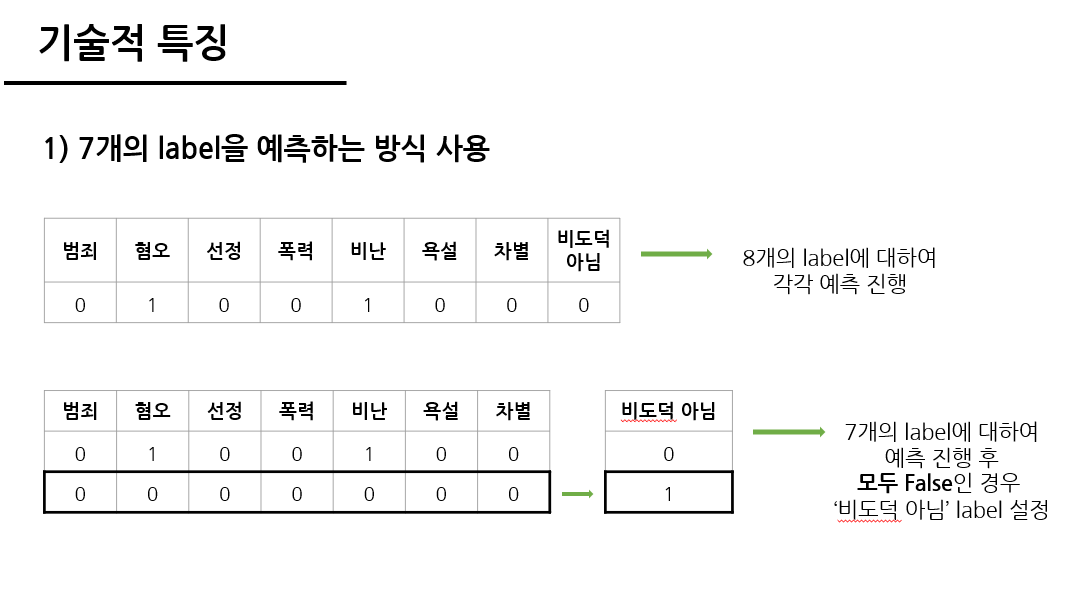 기술적 특징
1) 7개의 label을 예측하는 방식 사용
범죄 혐오 선정 폭력 비난 욕설 차별 비도덕 아님
0 1 0 0 1 0 0 0
8개의 label에 대하여
각각 예측 진행
범죄 혐오 선정 폭력 비난 욕설 차별 비도덕 아님
0 1 0 0 1 0 0 0
0 0 0 0 0 0 0 1
7개의 label에 대하여
예측 진행 후
모두 False인 경우
‘비도덕 아님’ label 설정